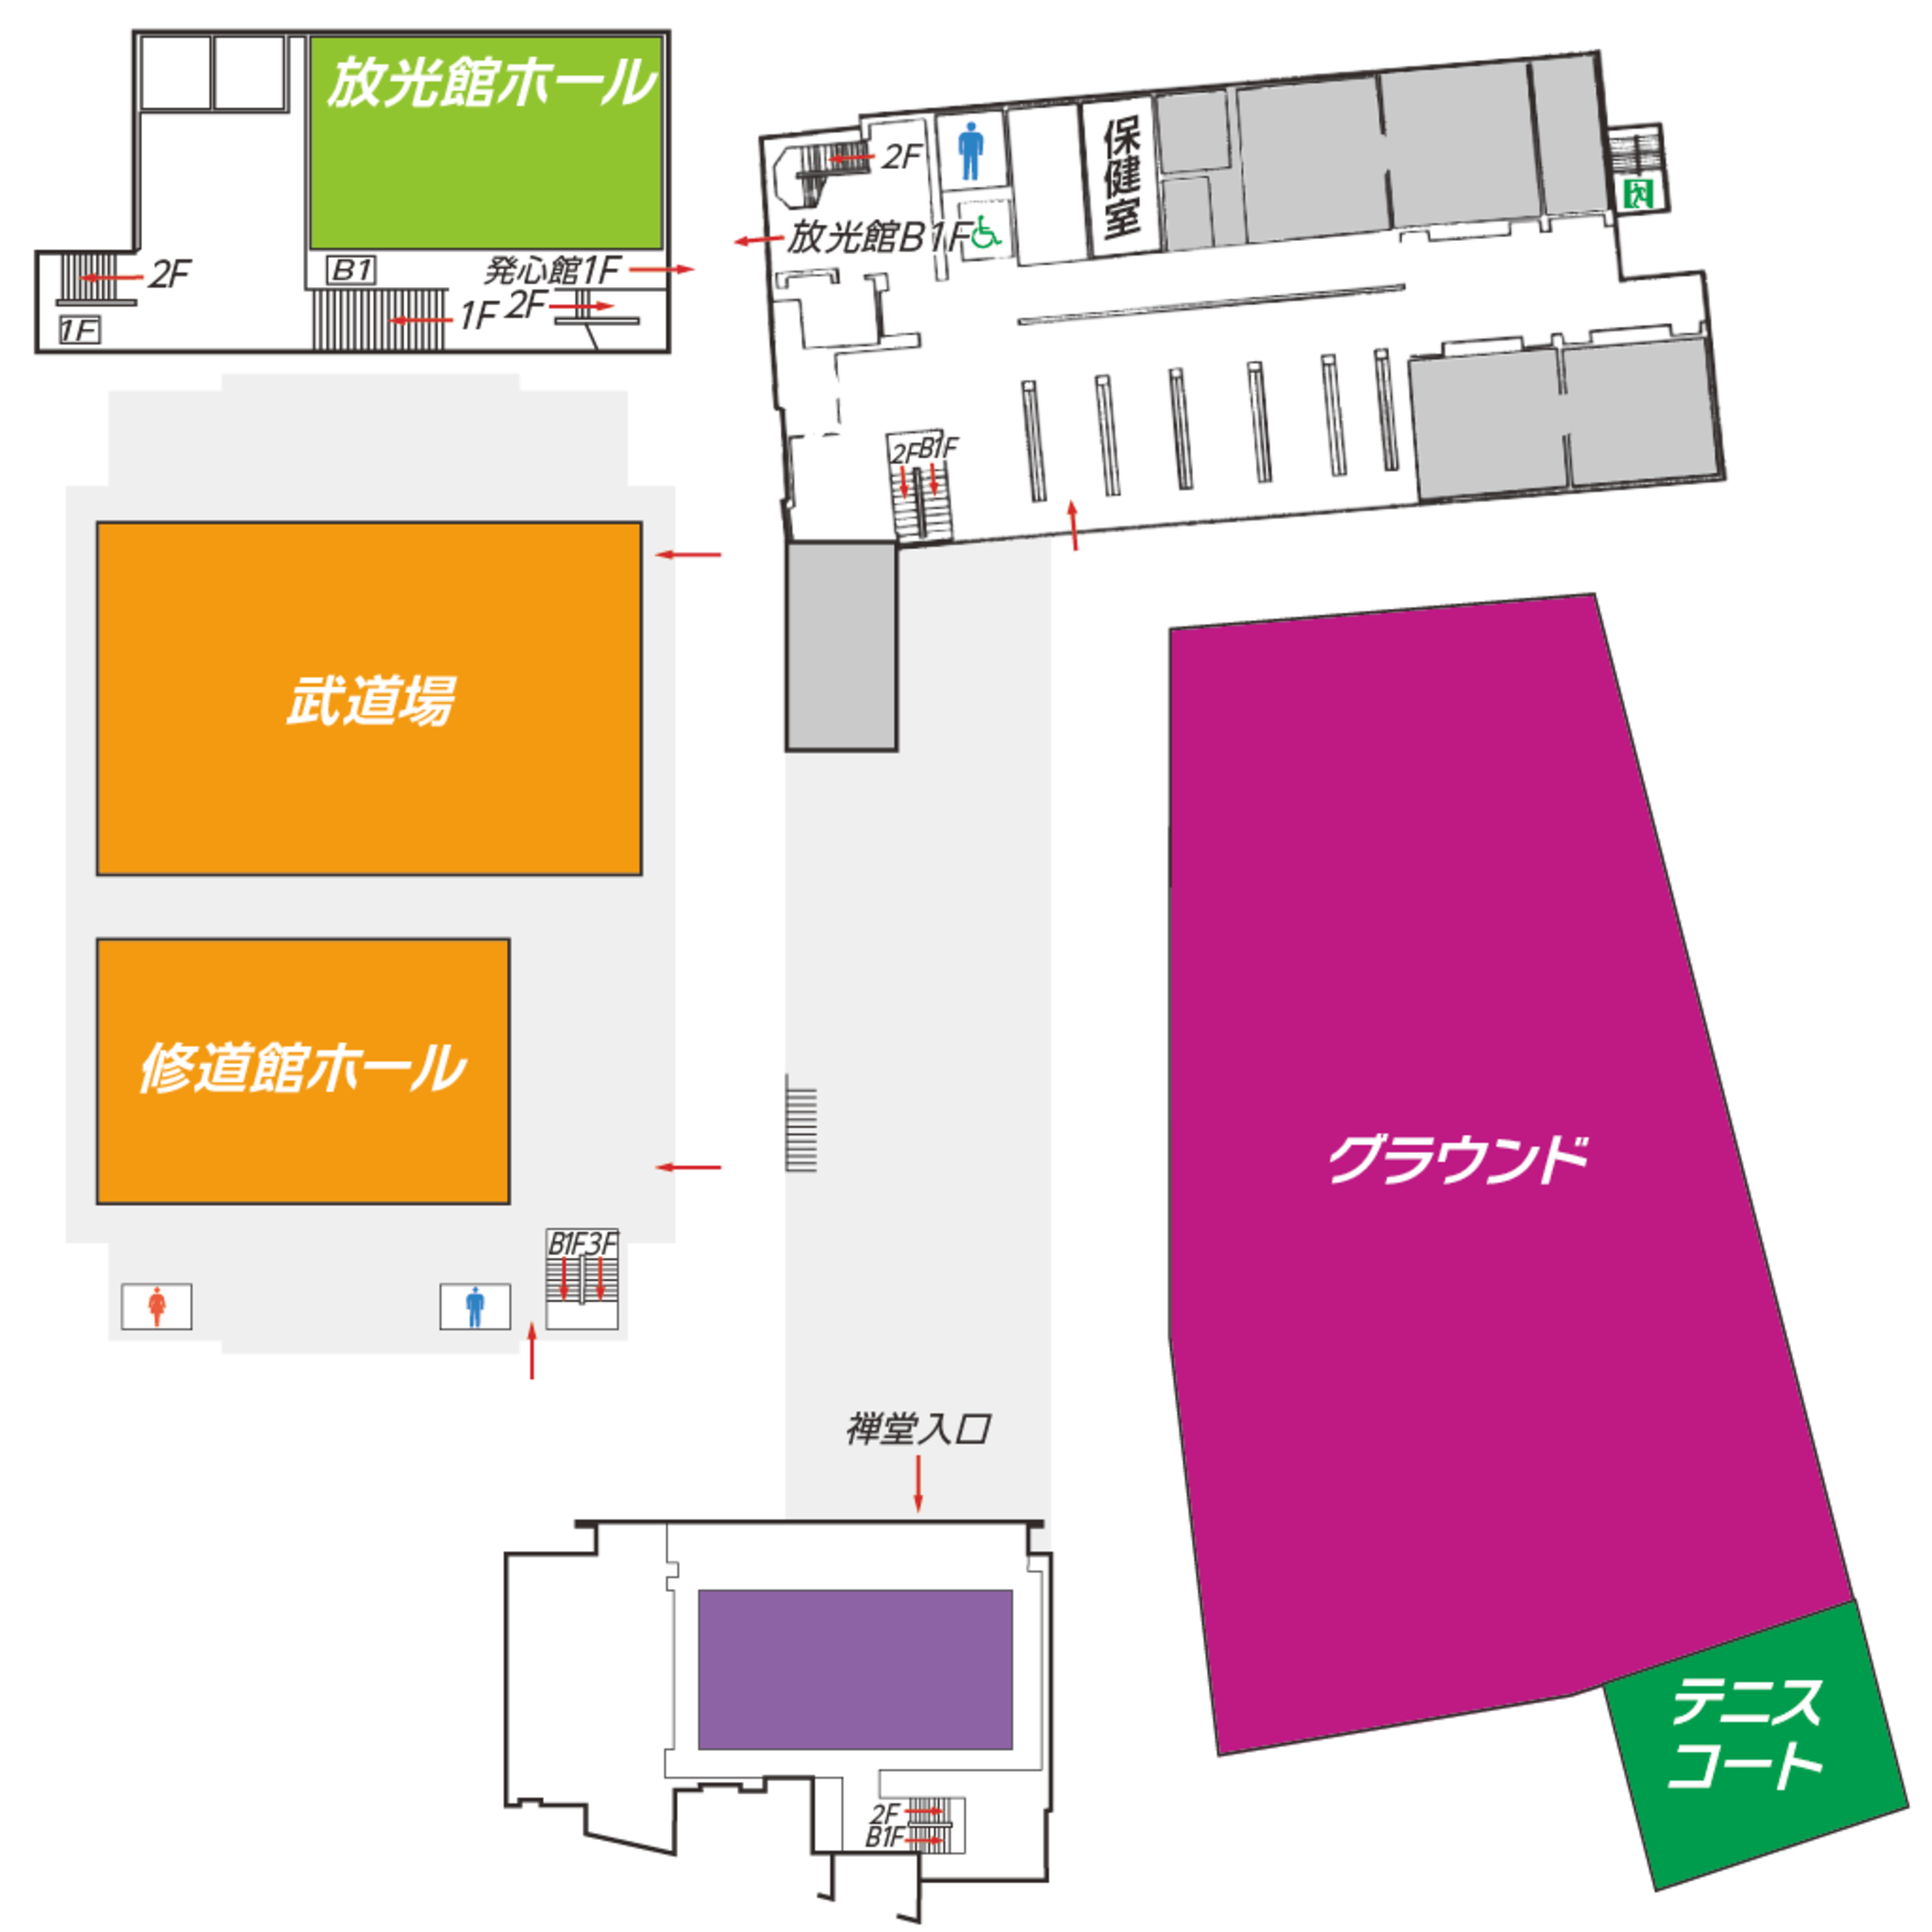 放光館ホール
2F
B1
発心館1F
1F
1F
2F
2F
放光館B1F
保健室
2F
B1F
武道場
修道館ホール
B1F
3F
グラウンド
禅堂入口
テニス
コート
2F
B1F